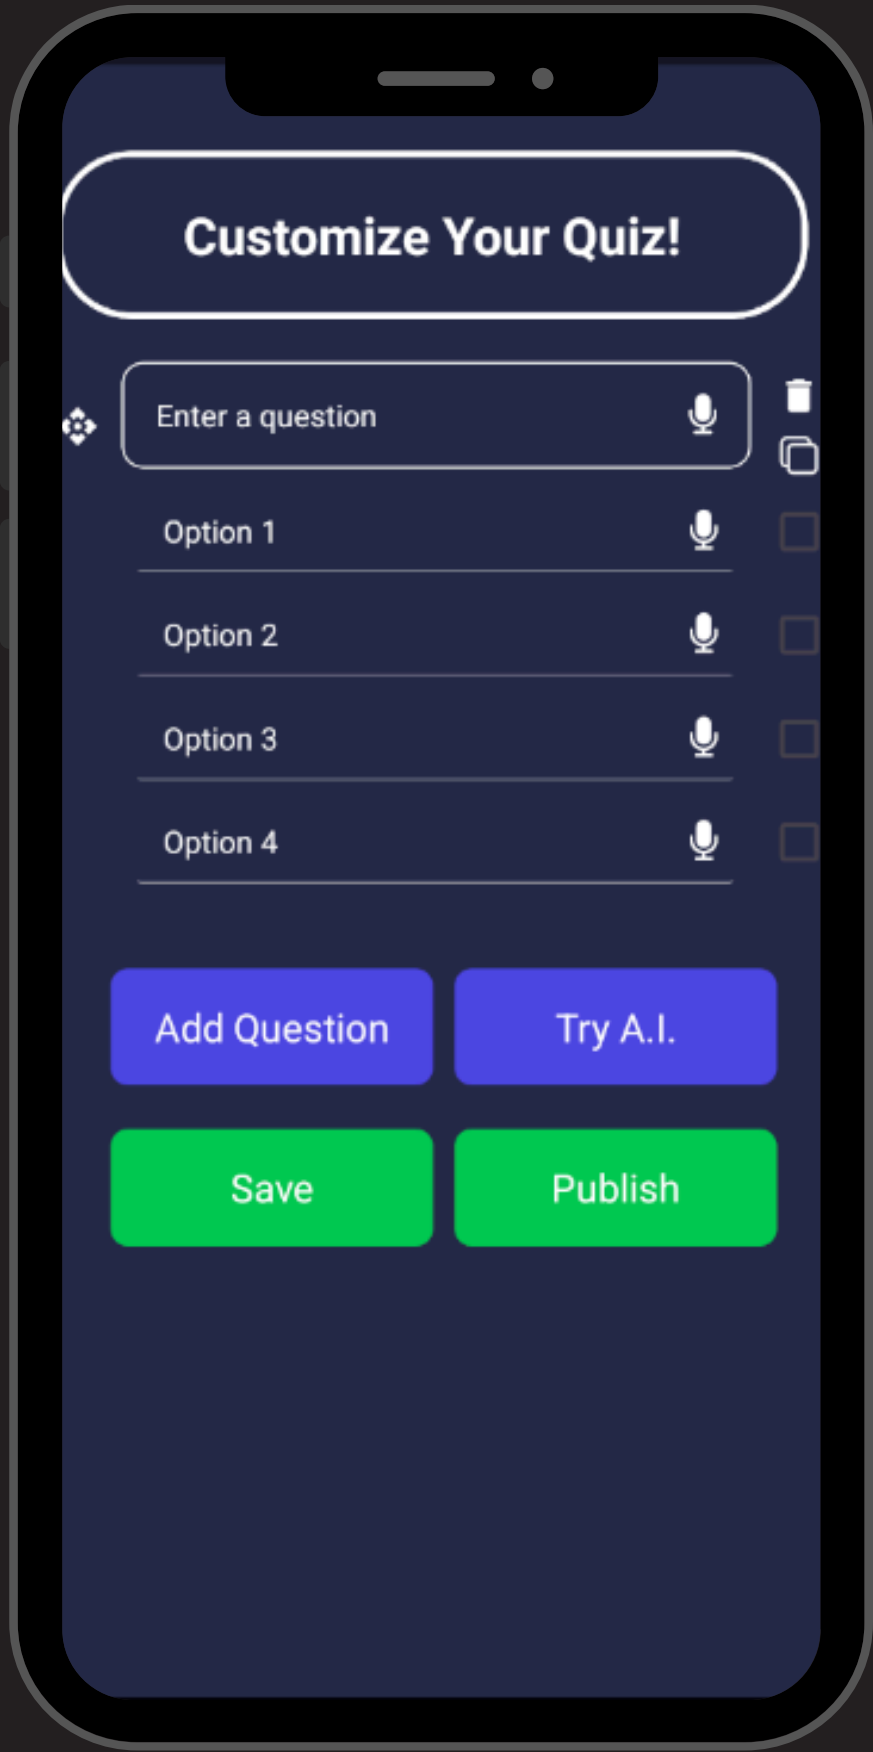 Customize Your Quiz!
Enter a question
Option 1
Option 2
Option 3
Option 4
Add Question
Try A.I.
Save
Publish